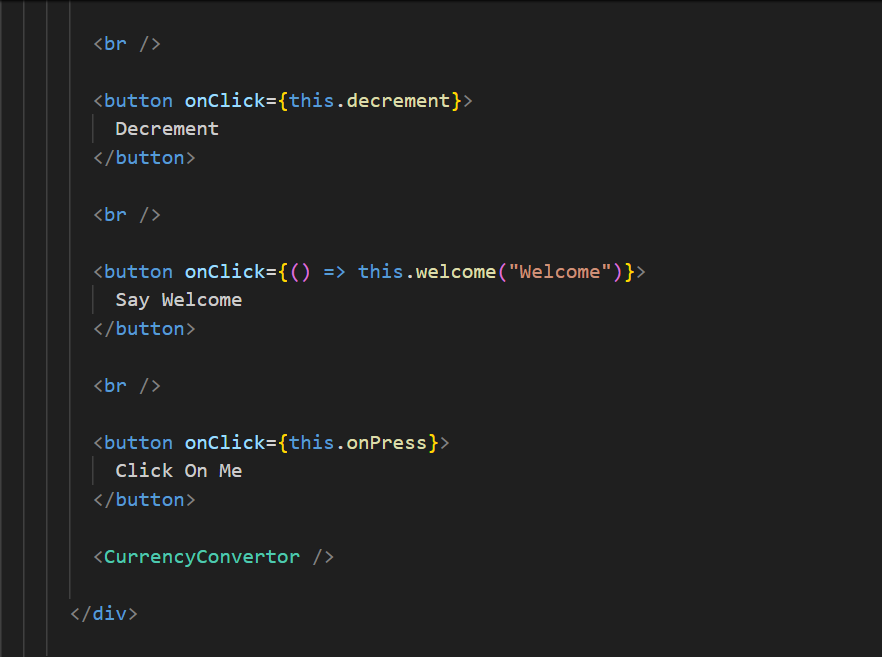 <br />
<button onClick={this.decrement}>
Decrement
</button>
<br />
<button onClick={() => this.welcome("Welcome")}>
Say Welcome
</button>
<br />
<button onClick={this.onPress}>
Click On Me
</button>
<CurrencyConvertor />
</div>